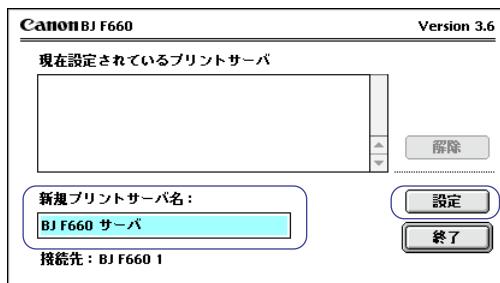 Canon BJ F660 Version 3.6
現在設定されているプリントサーバ
解除
新規プリントサーバ名：
設定
BJ F660 サーバ
終了
接続先：BJ F660 1